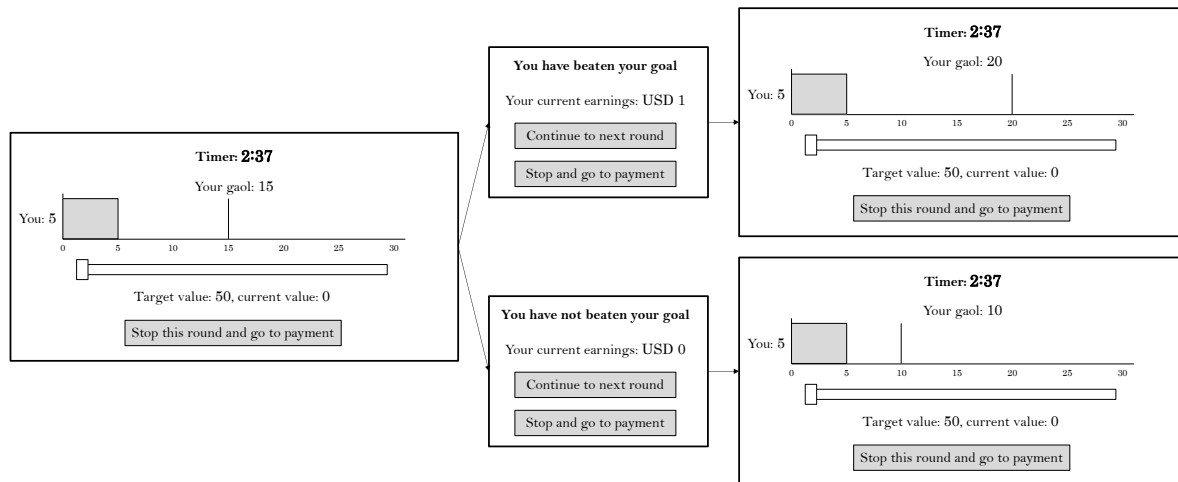 Timer: 2:37
Your gaol: 15
You: 5
0 5 10 15 20 25 30
Target value: 50, current value: 0
Stop this round and go to payment
You have beaten your goal
Your current earnings: USD 1
Continue to next round
Stop and go to payment
You have not beaten your goal
Your current earnings: USD 0
Continue to next round
Stop and go to payment
Timer: 2:37
Your gaol: 20
You: 5
0 5 10 15 20 25 30
Target value: 50, current value: 0
Stop this round and go to payment
Timer: 2:37
Your gaol: 10
You: 5
0 5 10 15 20 25 30
Target value: 50, current value: 0
Stop this round and go to payment